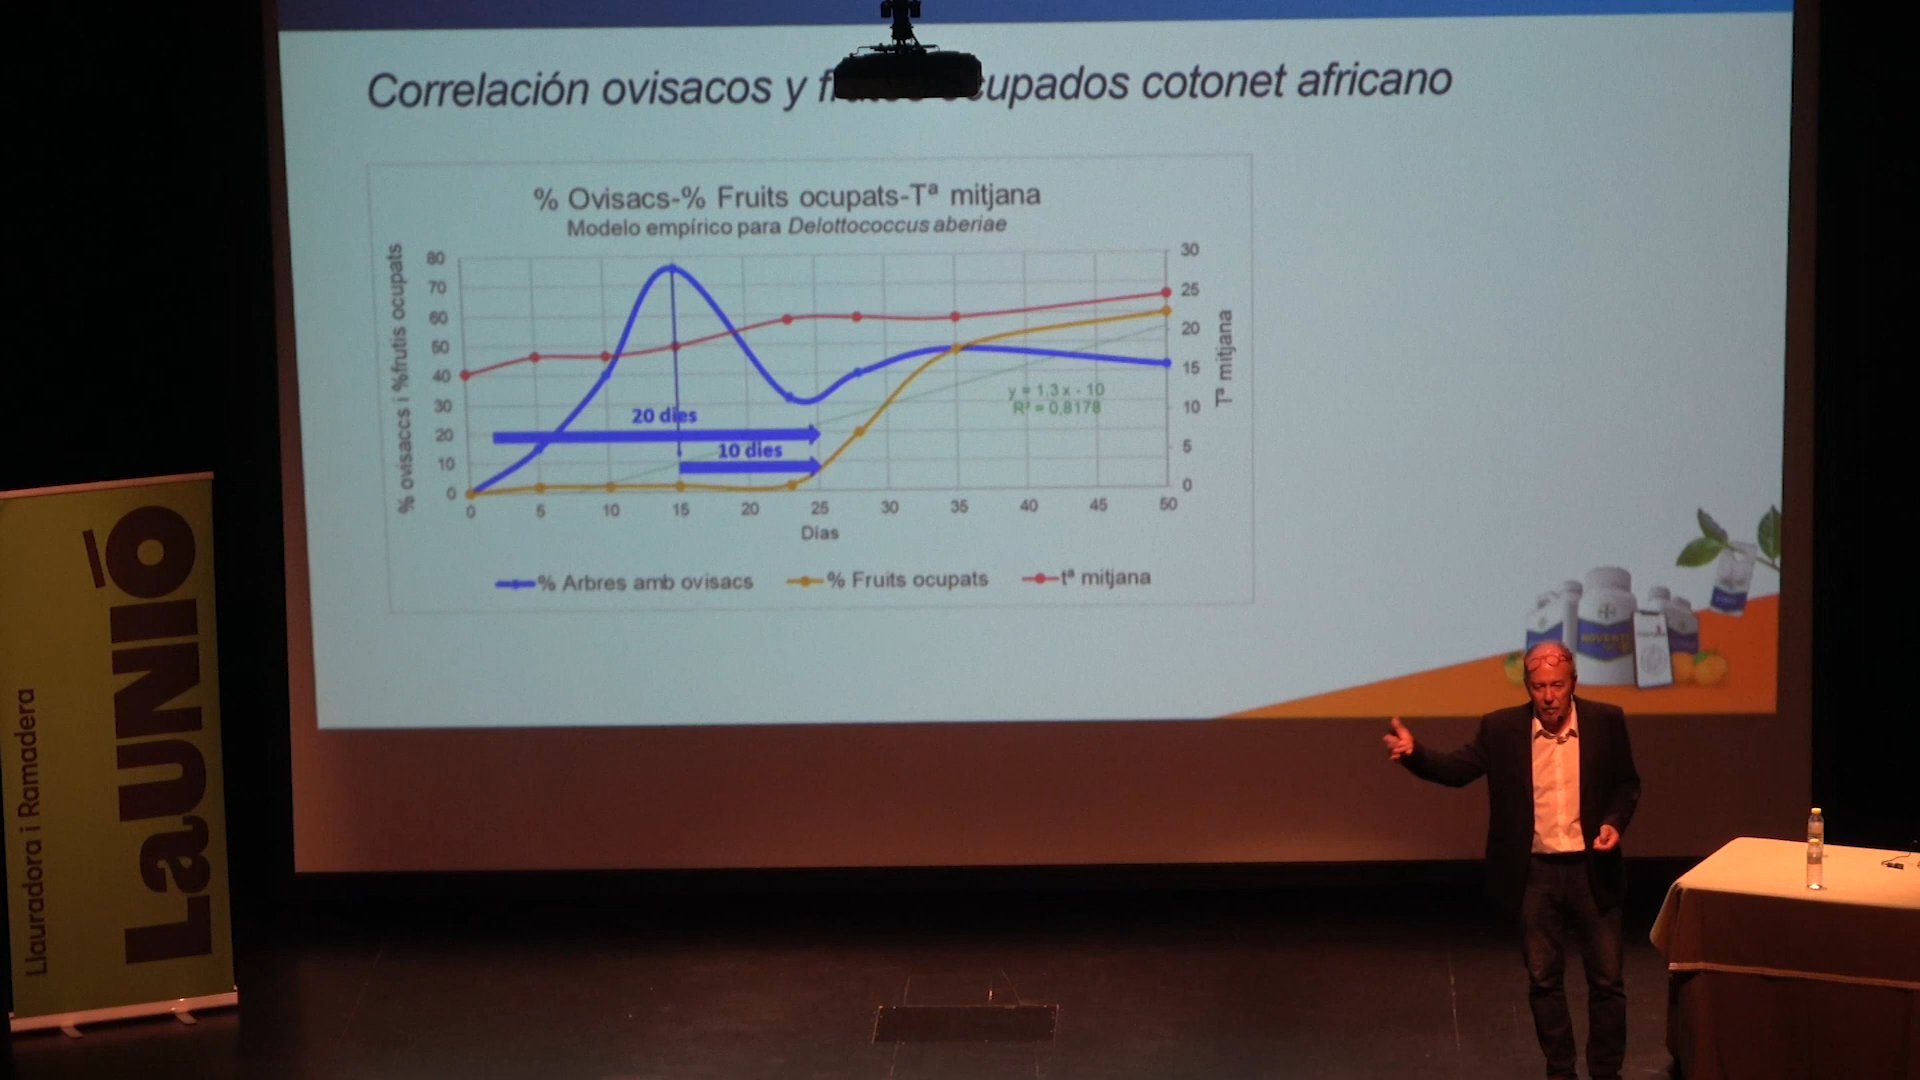 Correlación ovisacos y cupados cotonet africano
% Ovisacs-% Fruits ocupats-Tª mitjana
Modelo empírico para Delottococcus aberiae
% ovisaccs i %frutis ocupats
80
70
60
50
40
30
20
10
0
30
25
20
15
10
5
0
Tª mitjana
y = 1,3x - 10
R² = 0,8178
20 dies
10 dies
0 5 10 15 20 25 30 35 40 45 50
Dias
% Arbres amb ovisacs % Fruits ocupats tª mitjana
LaUNIÓ
Llauradora i Ramadera